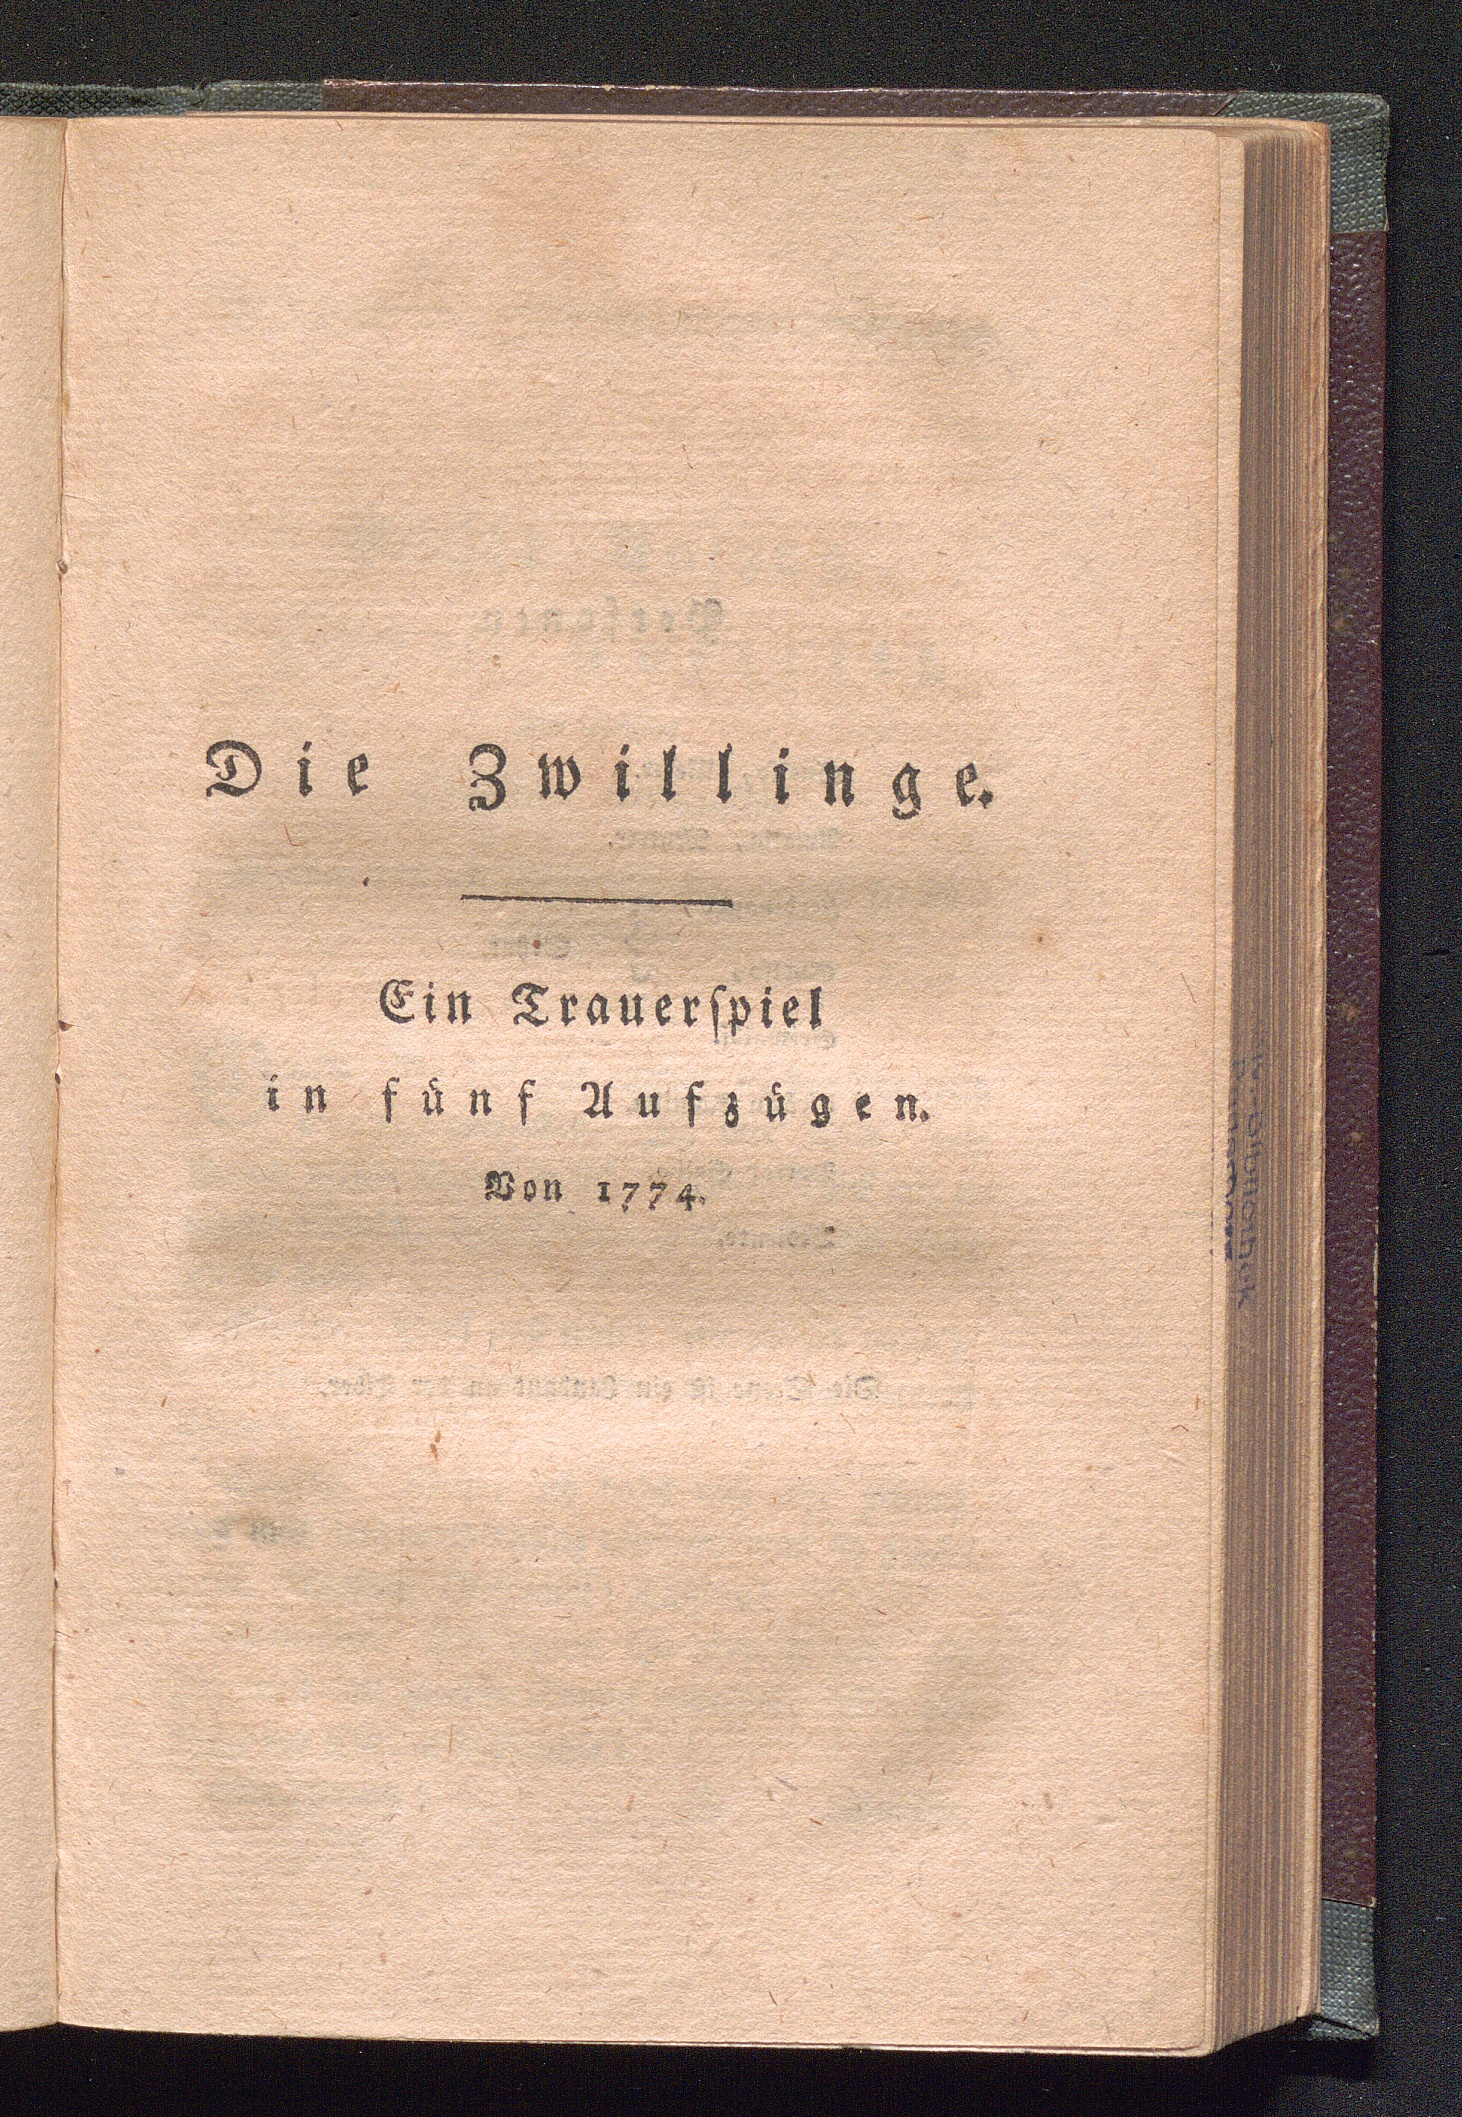 Die Zwillinge.
Ein Trauerſpiel
in fünf Aufzügen.
Von 1774.